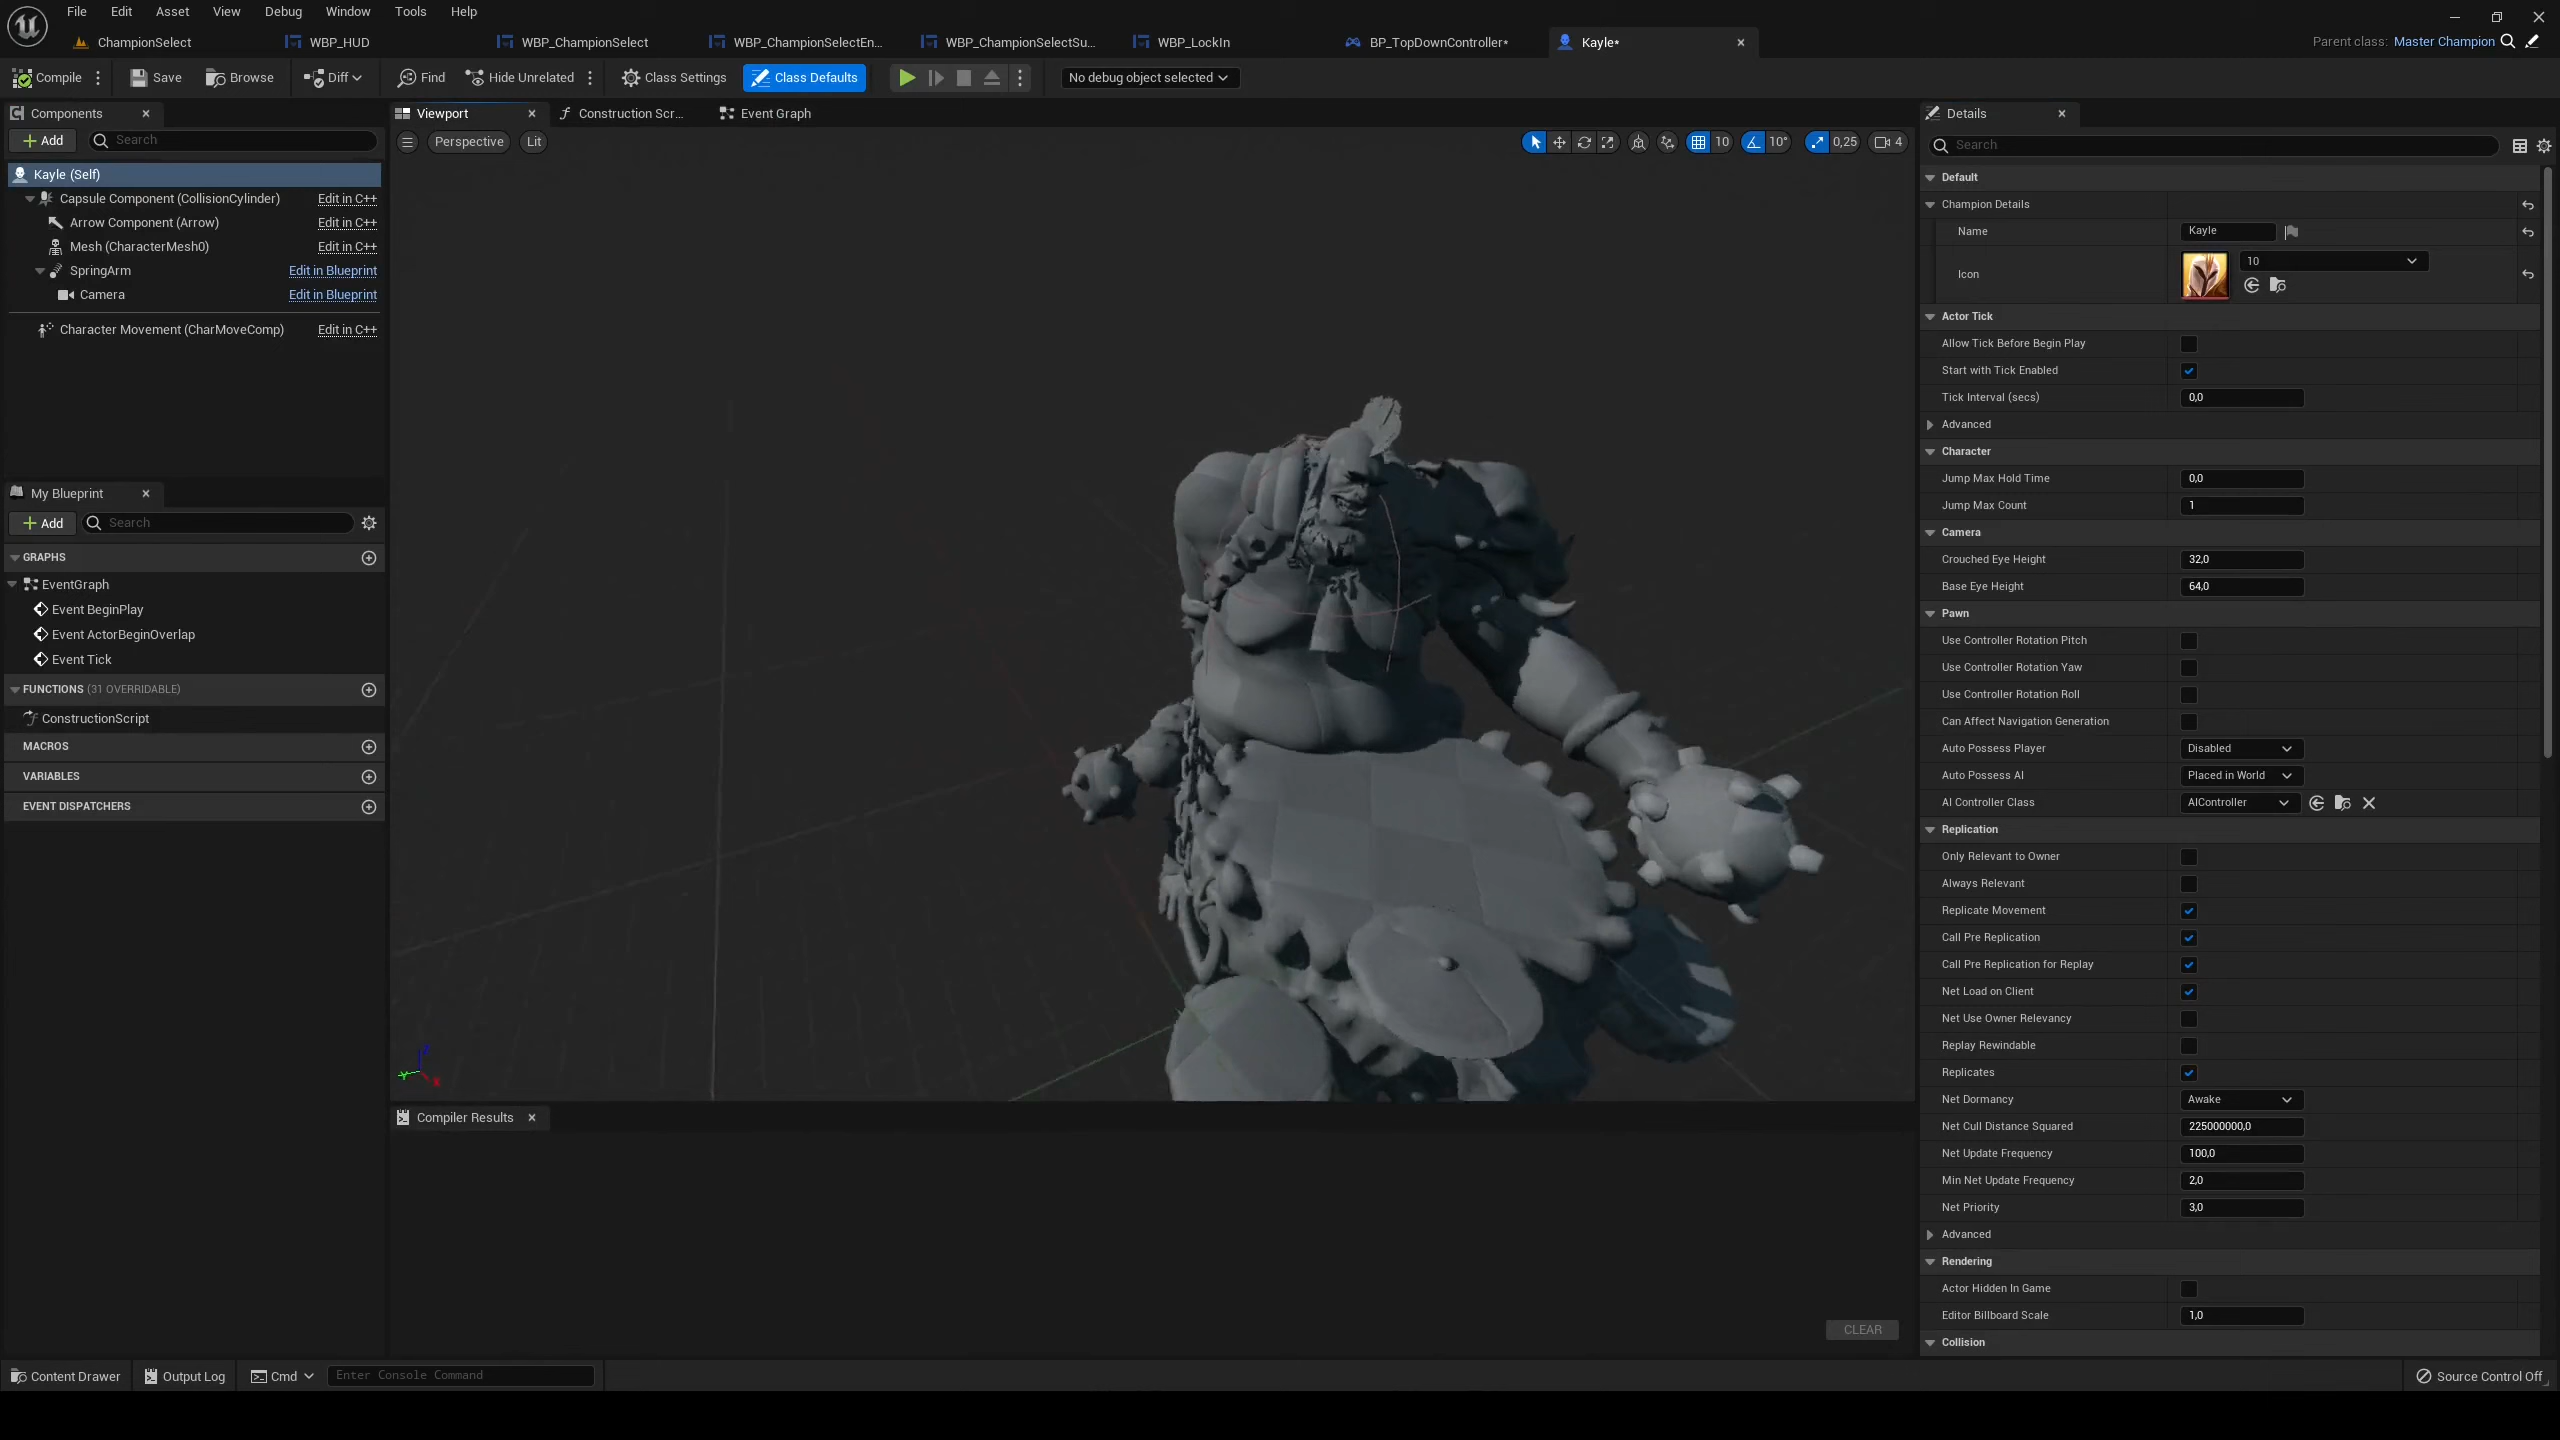 File Edit Asset View Debug Window Tools Help
ChampionSelect WBP_HUD WBP_ChampionSelect WBP_ChampionSelectEn... WBP_ChampionSelectSu... WBP_LockIn BP_TopDownController* Kayle* Parent class: Master Champion
Compile Save Browse Diff Find Hide Unrelated Class Settings Class Defaults No debug object selected
Components
Add Search
Kayle (Self)
Capsule Component (CollisionCylinder) Edit in C++
Arrow Component (Arrow) Edit in C++
Mesh (CharacterMesh0) Edit in C++
SpringArm Edit in Blueprint
Camera Edit in Blueprint
Character Movement (CharMoveComp) Edit in C++
My Blueprint
Add Search
GRAPHS
EventGraph
Event BeginPlay
Event ActorBeginOverlap
Event Tick
FUNCTIONS (31 OVERRIDABLE)
ConstructionScript
MACROS
VARIABLES
EVENT DISPATCHERS
Viewport Construction Scr... Event Graph
Perspective Lit 10 10° 0,25 4
Compiler Results
CLEAR
Details
Search
Default
Champion Details
Name Kayle
Icon 10
Actor Tick
Allow Tick Before Begin Play
Start with Tick Enabled
Tick Interval (secs) 0,0
Advanced
Character
Jump Max Hold Time 0,0
Jump Max Count 1
Camera
Crouched Eye Height 32,0
Base Eye Height 64,0
Pawn
Use Controller Rotation Pitch
Use Controller Rotation Yaw
Use Controller Rotation Roll
Can Affect Navigation Generation
Auto Possess Player Disabled
Auto Possess AI Placed in World
AI Controller Class AIController
Replication
Only Relevant to Owner
Always Relevant
Replicate Movement
Call Pre Replication
Call Pre Replication for Replay
Net Load on Client
Net Use Owner Relevancy
Replay Rewindable
Replicates
Net Dormancy Awake
Net Cull Distance Squared 225000000,0
Net Update Frequency 100,0
Min Net Update Frequency 2,0
Net Priority 3,0
Advanced
Rendering
Actor Hidden In Game
Editor Billboard Scale 1,0
Collision
Content Drawer Output Log Cmd Enter Console Command Source Control Off